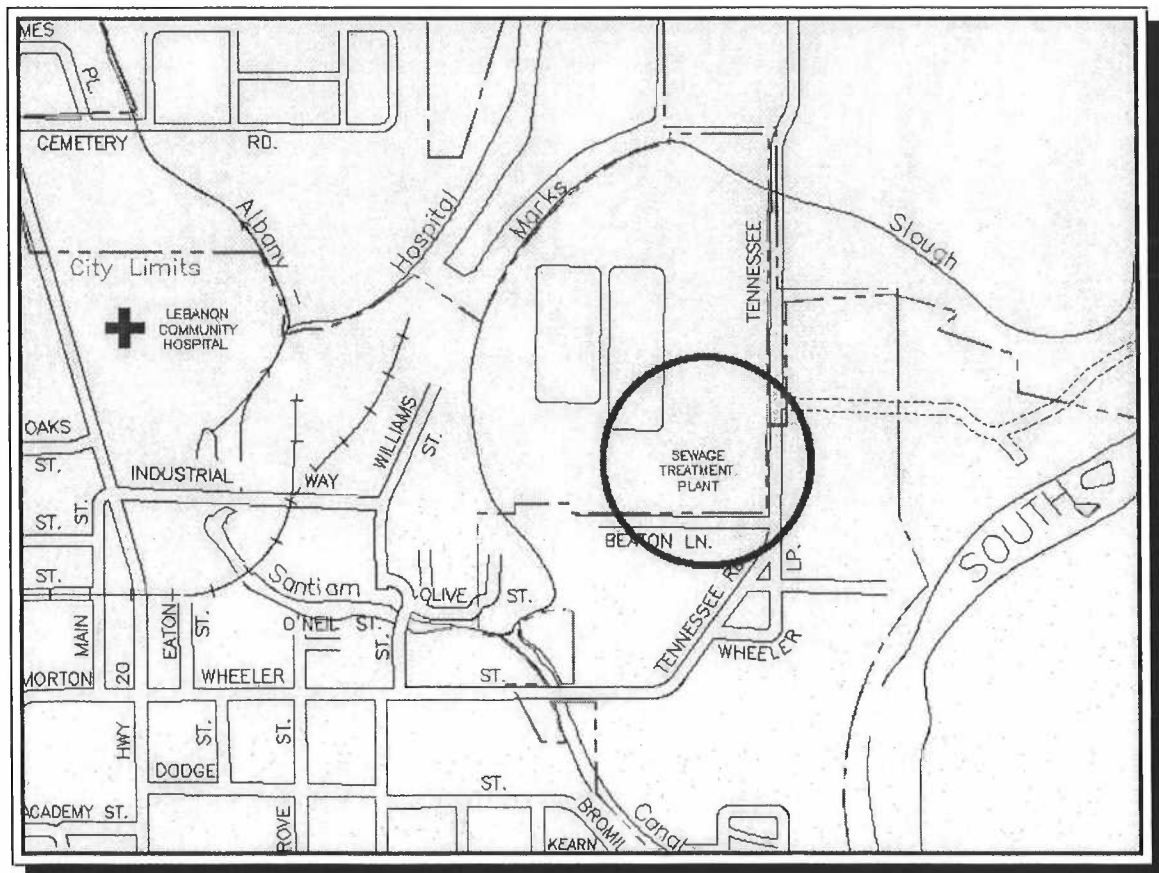 MES
PL.
CEMETERY RD.
Albany
Hospital
Marks
Slough
City Limits
TENNESSEE
LEBANON
COMMUNITY
HOSPITAL
OAKS
ST.
INDUSTRIAL WAY
WILLIAMS
ST.
SEWAGE
TREATMENT
PLANT
SOUTH
ST.
ST.
BEATON LN.
LP.
ST.
Santiam
OLIVE ST.
O'NEIL ST.
TENNESSEE RD.
MAIN
EATON
ST.
ST.
WHEELER
MORTON
20
WHEELER
ST.
HWY
ST.
ST.
DODGE
ST.
ACADEMY ST.
ROVE
KEARN
Canal